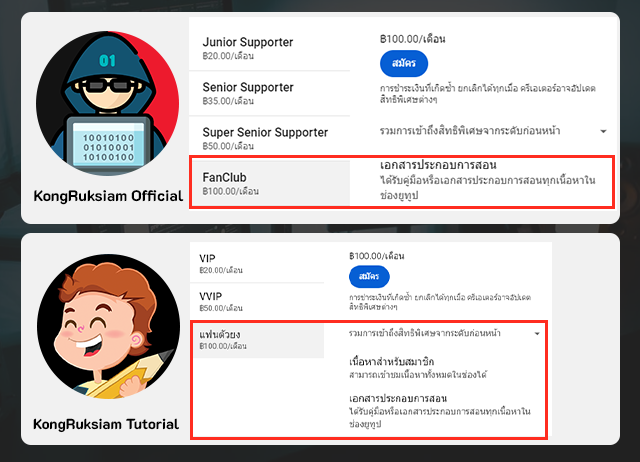 01
10010100
01010001
10100100
KongRuksiam Official
Junior Supporter
฿20.00/เดือน
Senior Supporter
฿35.00/เดือน
Super Senior Supporter
฿50.00/เดือน
FanClub
฿100.00/เดือน
฿100.00/เดือน
สมัคร
การชำระเงินที่เกิดซ้ำ ยกเลิกได้ทุกเมื่อ ครีเอเตอร์อาจอัปเดต
สิทธิพิเศษต่างๆ
รวมการเข้าถึงสิทธิพิเศษจากระดับก่อนหน้า
เอกสารประกอบการสอน
ได้รับคู่มือหรือเอกสารประกอบการสอนทุกเนื้อหาใน
ช่องยูทูป
KongRuksiam Tutorial
VIP
฿20.00/เดือน
VVIP
฿50.00/เดือน
แฟนตัวยง
฿100.00/เดือน
฿100.00/เดือน
สมัคร
การชำระเงินที่เกิดซ้ำ ยกเลิกได้ทุกเมื่อ ครีเอเตอร์อาจอัปเดต
สิทธิพิเศษต่างๆ
รวมการเข้าถึงสิทธิพิเศษจากระดับก่อนหน้า
เนื้อหาสำหรับสมาชิก
สามารถเข้าชมเนื้อหาทั้งหมดในช่องได้
เอกสารประกอบการสอน
ได้รับคู่มือหรือเอกสารประกอบการสอนทุกเนื้อหาใน
ช่องยูทูป